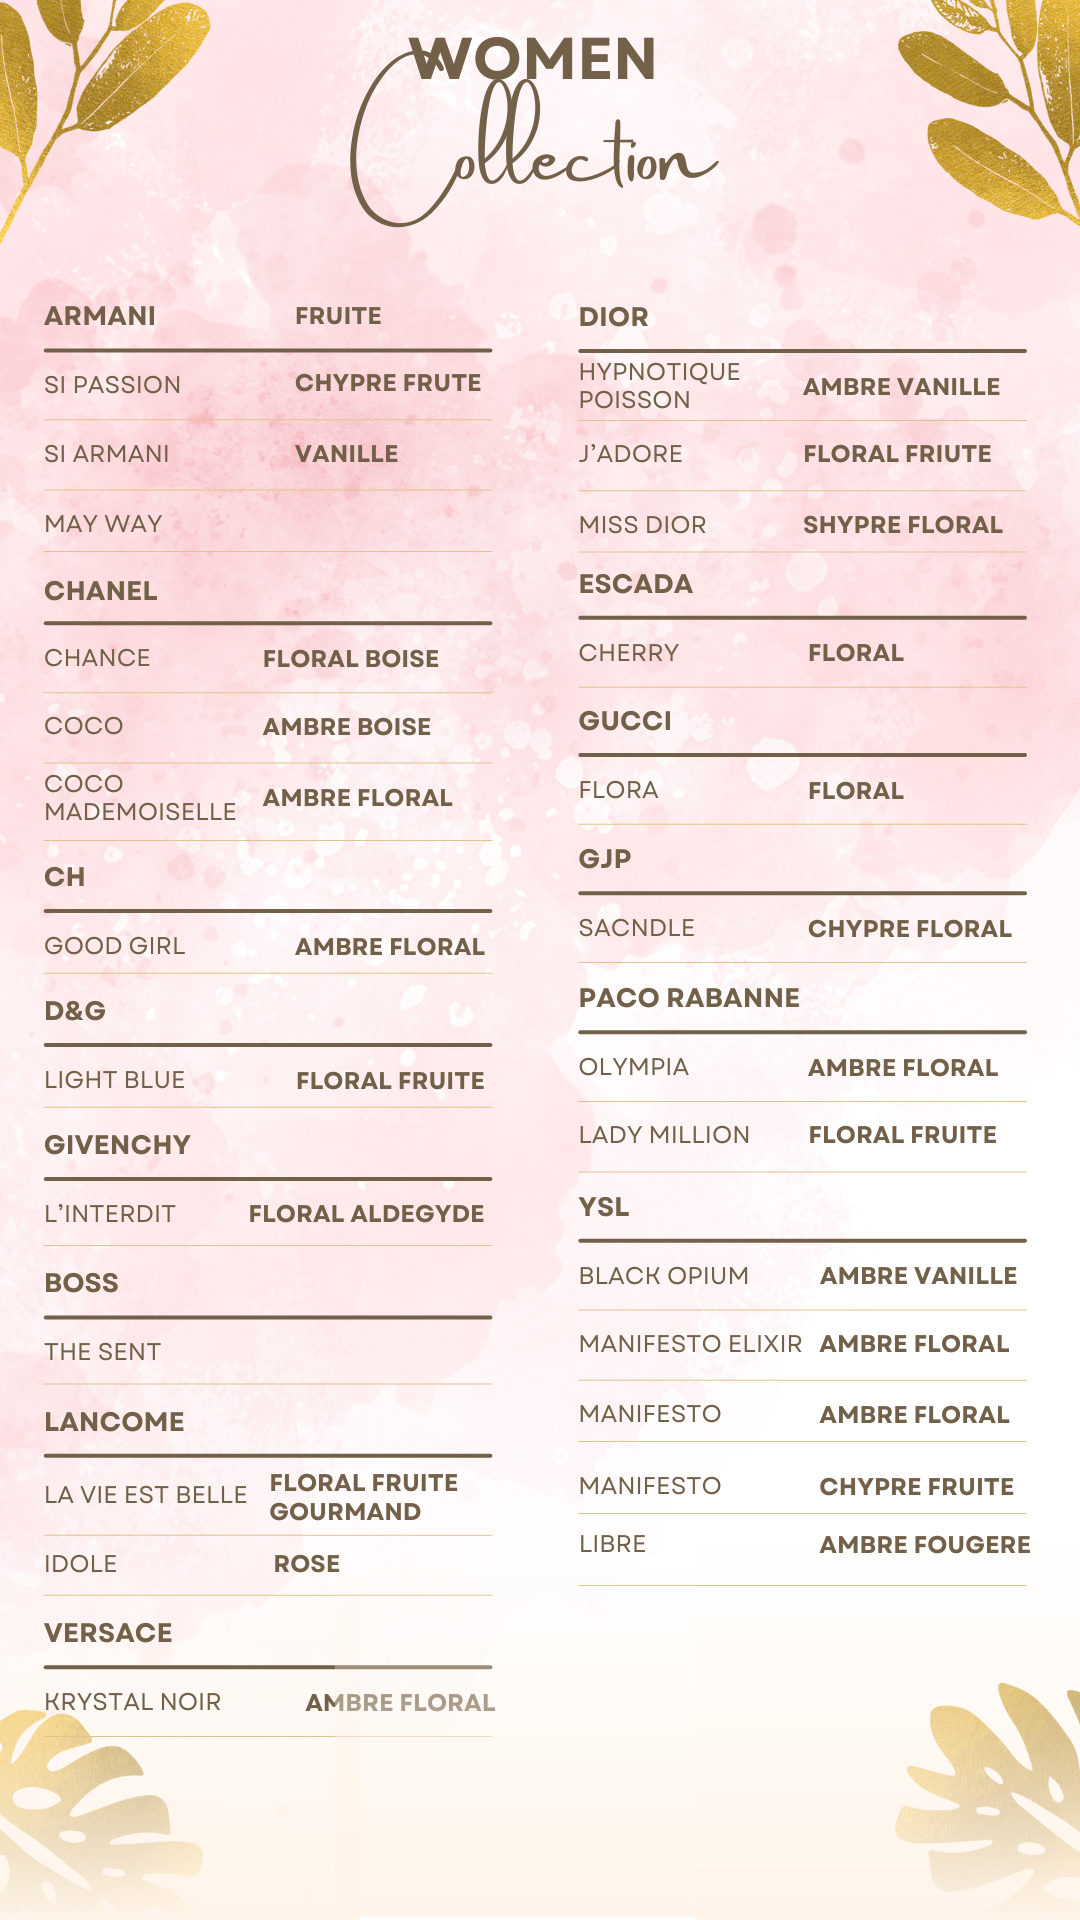 WOMEN
Collection
ARMANI FRUITE
SI PASSION CHYPRE FRUTE
SI ARMANI VANILLE
MAY WAY
CHANEL
CHANCE FLORAL BOISE
COCO AMBRE BOISE
COCO
MADEMOISELLE AMBRE FLORAL
CH
GOOD GIRL AMBRE FLORAL
D&G
LIGHT BLUE FLORAL FRUITE
GIVENCHY
L'INTERDIT FLORAL ALDEGYDE
BOSS
THE SENT
LANCOME
LA VIE EST BELLE FLORAL FRUITE
GOURMAND
IDOLE ROSE
VERSACE
KRYSTAL NOIR AMBRE FLORAL
DIOR
HYPNOTIQUE
POISSON AMBRE VANILLE
J'ADORE FLORAL FRIUTE
MISS DIOR SHYPRE FLORAL
ESCADA
CHERRY FLORAL
GUCCI
FLORA FLORAL
GJP
SACNDLE CHYPRE FLORAL
PACO RABANNE
OLYMPIA AMBRE FLORAL
LADY MILLION FLORAL FRUITE
YSL
BLACK OPIUM AMBRE VANILLE
MANIFESTO ELIXIR AMBRE FLORAL
MANIFESTO AMBRE FLORAL
MANIFESTO CHYPRE FRUITE
LIBRE AMBRE FOUGERE